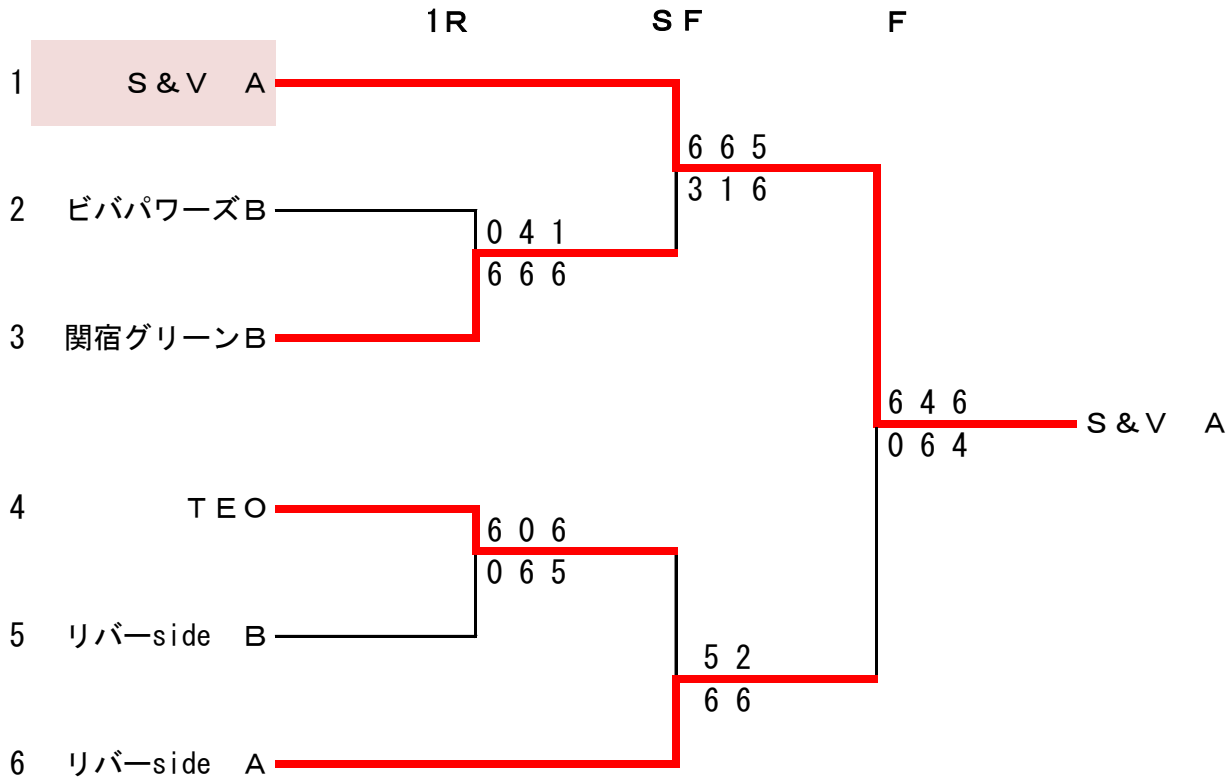 1R ＳＦ Ｆ
1 Ｓ＆Ｖ　Ａ
6 6 5
3 1 6
2 ビバパワーズＢ
0 4 1
6 6 6
3 関宿グリーンＢ
6 4 6
Ｓ＆Ｖ　Ａ
0 6 4
4 ＴＥＯ
6 0 6
0 6 5
5 リバーside　Ｂ
5 2
6 6
6 リバーside　Ａ